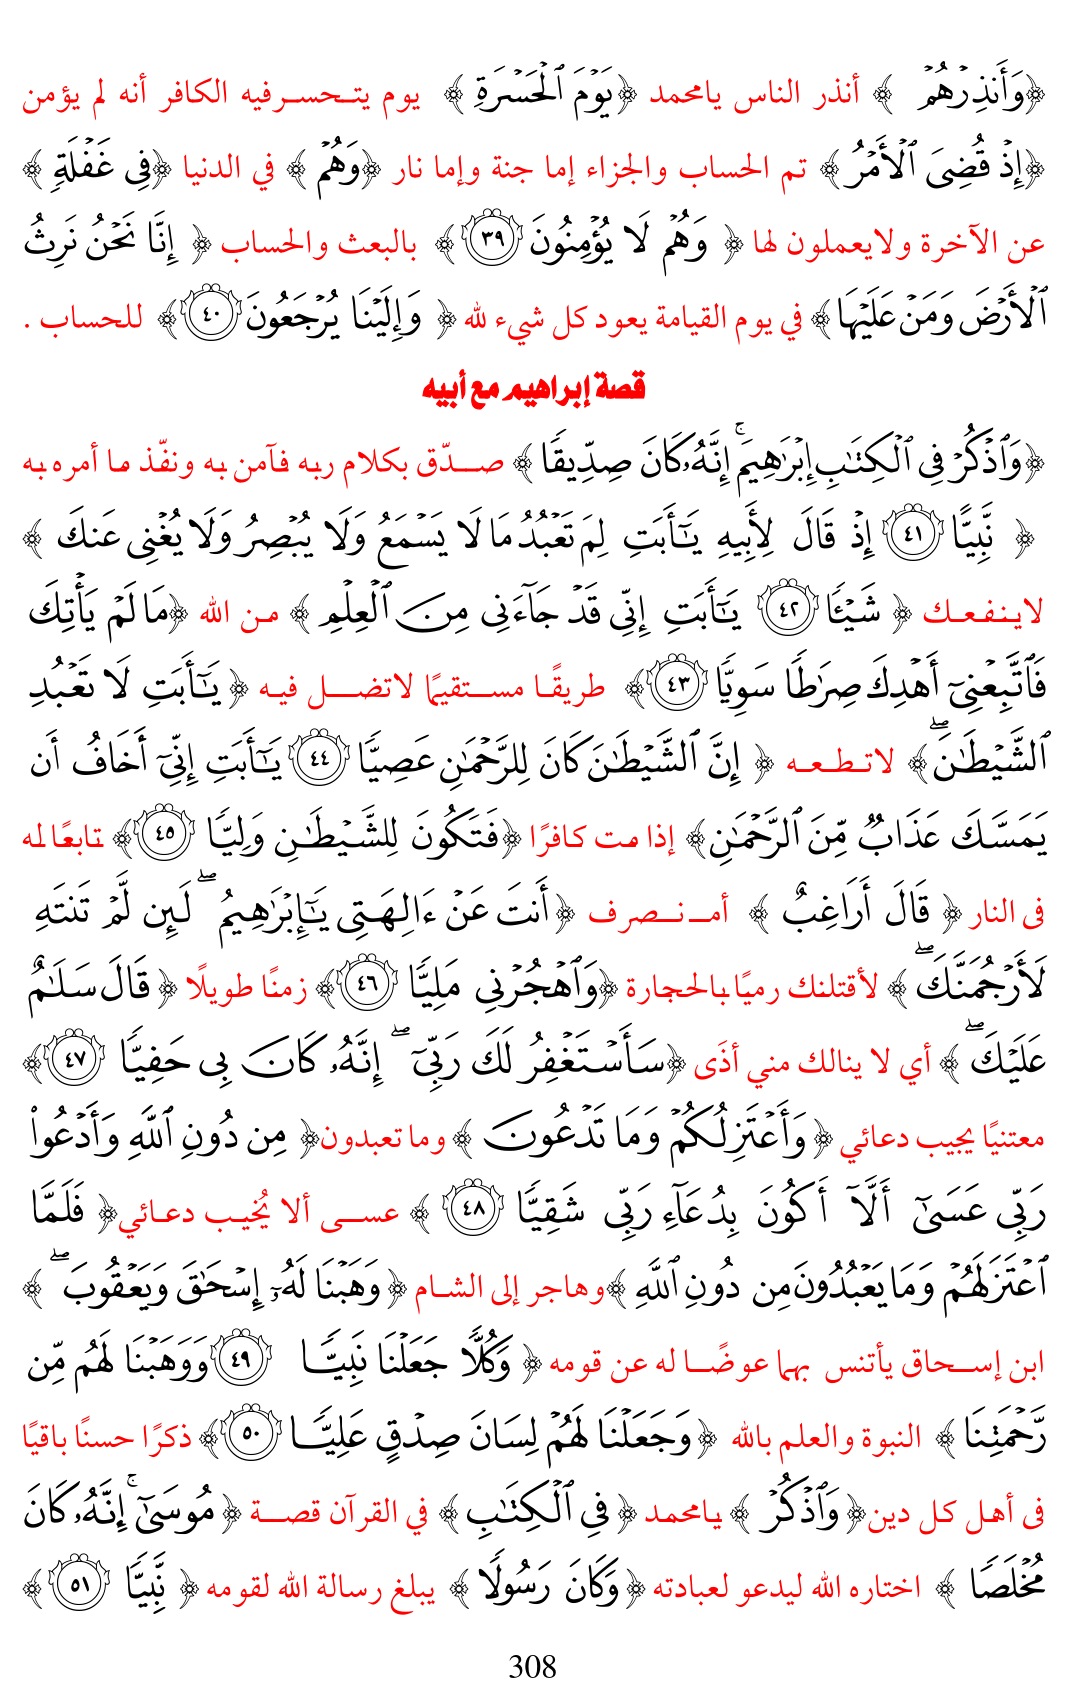 ﴿وَأَنذِرْهُمْ ﴾ أنذر الناس يامحمد ﴿يَوْمَ ٱلْحَسْرَةِ ﴾ يوم يتحسرفيه الكافر أنه لم يؤمن
﴿إِذْ قُضِىَ ٱلْأَمْرُ ﴾ تم الحساب والجزاء إما جنة وإما نار ﴿وَهُمْ ﴾ في الدنيا ﴿فِى غَفْلَةٍ ﴾
عن الآخرة ولايعملون لها ﴿ وَهُمْ لَا يُؤْمِنُونَ ٣٩ ﴾ بالبعث والحساب ﴿ إِنَّا نَحْنُ نَرِثُ
ٱلْأَرْضَ وَمَنْ عَلَيْهَا﴾ في يوم القيامة يعود كل شيء لله ﴿ وَإِلَيْنَا يُرْجَعُونَ ٤٠ ﴾ للحساب .
قصة إبراهيم مع أبيه
﴿وَٱذْكُرْ فِى ٱلْكِتَٰبِ إِبْرَٰهِيمَ ۚ إِنَّهُۥ كَانَ صِدِّيقًا ﴾ صدّق بكلام ربه فآمن به ونفّذ ما أمره به
﴿ نَّبِيًّا ٤١ إِذْ قَالَ لِأَبِيهِ يَٰٓأَبَتِ لِمَ تَعْبُدُ مَا لَا يَسْمَعُ وَلَا يُبْصِرُ وَلَا يُغْنِى عَنكَ ﴾
لاينفعك ﴿ شَيْـًٔا ٤٢ يَٰٓأَبَتِ إِنِّى قَدْ جَآءَنِى مِنَ ٱلْعِلْمِ ﴾ من الله ﴿مَا لَمْ يَأْتِكَ
فَٱتَّبِعْنِىٓ أَهْدِكَ صِرَٰطًا سَوِيًّا ٤٣ ﴾ طريقًا مستقيمًا لاتضل فيه ﴿ يَٰٓأَبَتِ لَا تَعْبُدِ
ٱلشَّيْطَٰنَ ۖ ﴾ لاتطعه ﴿ إِنَّ ٱلشَّيْطَٰنَ كَانَ لِلرَّحْمَٰنِ عَصِيًّا ٤٤ يَٰٓأَبَتِ إِنِّىٓ أَخَافُ أَن
يَمَسَّكَ عَذَابٌ مِّنَ ٱلرَّحْمَٰنِ﴾ إذا مت كافرًا ﴿فَتَكُونَ لِلشَّيْطَٰنِ وَلِيًّا ٤٥ ﴾ تابعًا له
فى النار ﴿ قَالَ أَرَاغِبٌ ﴾ أمـ نـصرف ﴿أَنتَ عَنْ ءَالِهَتِى يَٰٓإِبْرَٰهِيمُ ۖ لَئِن لَّمْ تَنتَهِ
لَأَرْجُمَنَّكَ ۖ ﴾ لأقتلنك رميًا بالحجارة ﴿وَٱهْجُرْنِى مَلِيًّا ٤٦ ﴾ زمنًا طويلًا ﴿ قَالَ سَلَٰمٌ
عَلَيْكَ ۖ ﴾ أي لا ينالك مني أذَى ﴿سَأَسْتَغْفِرُ لَكَ رَبِّىٓ ۖ إِنَّهُۥ كَانَ بِى حَفِيًّا ٤٧ ﴾
معتنيًا يجيب دعائي ﴿ وَأَعْتَزِلُكُمْ وَمَا تَدْعُونَ ﴾ وما تعبدون﴿ مِن دُونِ ٱللَّهِ وَأَدْعُوا۟
رَبِّى عَسَىٰٓ أَلَّآ أَكُونَ بِدُعَآءِ رَبِّى شَقِيًّا ٤٨ ﴾ عسى ألا يُخيب دعائي﴿ فَلَمَّا
ٱعْتَزَلَهُمْ وَمَا يَعْبُدُونَ مِن دُونِ ٱللَّهِ ﴾وهاجر إلى الشام ﴿ وَهَبْنَا لَهُۥٓ إِسْحَٰقَ وَيَعْقُوبَ ۖ ﴾
ابن إسحاق يأتنس بهما عوضًا له عن قومه ﴿ وَكُلًّا جَعَلْنَا نَبِيًّا ٤٩ وَوَهَبْنَا لَهُم مِّن
رَّحْمَتِنَا ﴾ النبوة والعلم بالله ﴿ وَجَعَلْنَا لَهُمْ لِسَانَ صِدْقٍ عَلِيًّا ٥٠ ﴾ ذكرًا حسنًا باقيًا
فى أهل كل دين﴿ وَٱذْكُرْ ﴾ يامحمد ﴿ فِى ٱلْكِتَٰبِ ﴾ في القرآن قصة ﴿ مُوسَىٰٓ ۚ إِنَّهُۥ كَانَ
مُخْلَصًا ﴾ اختاره الله ليدعو لعبادته ﴿وَكَانَ رَسُولًا ﴾ يبلغ رسالة الله لقومه ﴿ نَّبِيًّا ٥١ ﴾
308